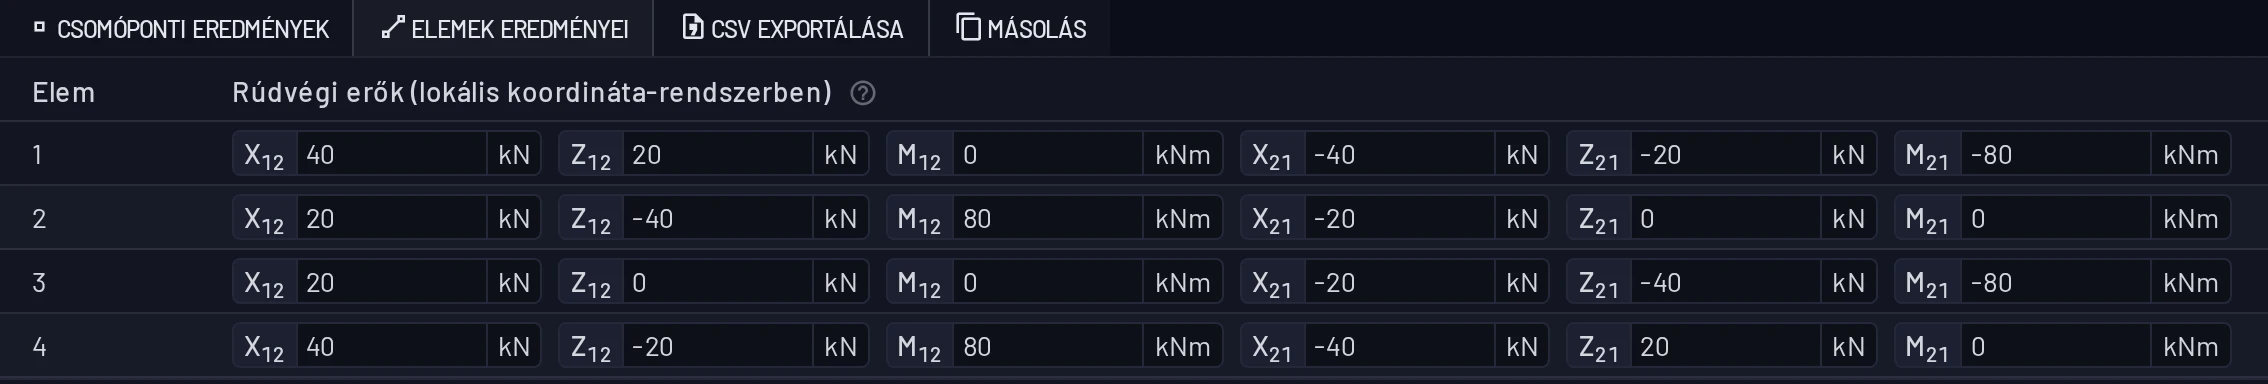 CSOMÓPONTI EREDMÉNYEK ELEMEK EREDMÉNYEI CSV EXPORTÁLÁSA MÁSOLÁS
Elem Rúdvégi erők (lokális koordináta-rendszerben) ?
1 X12 40 kN Z12 20 kN M12 0 kNm X21 -40 kN Z21 -20 kN M21 -80 kNm
2 X12 20 kN Z12 -40 kN M12 80 kNm X21 -20 kN Z21 0 kN M21 0 kNm
3 X12 20 kN Z12 0 kN M12 0 kNm X21 -20 kN Z21 -40 kN M21 -80 kNm
4 X12 40 kN Z12 -20 kN M12 80 kNm X21 -40 kN Z21 20 kN M21 0 kNm